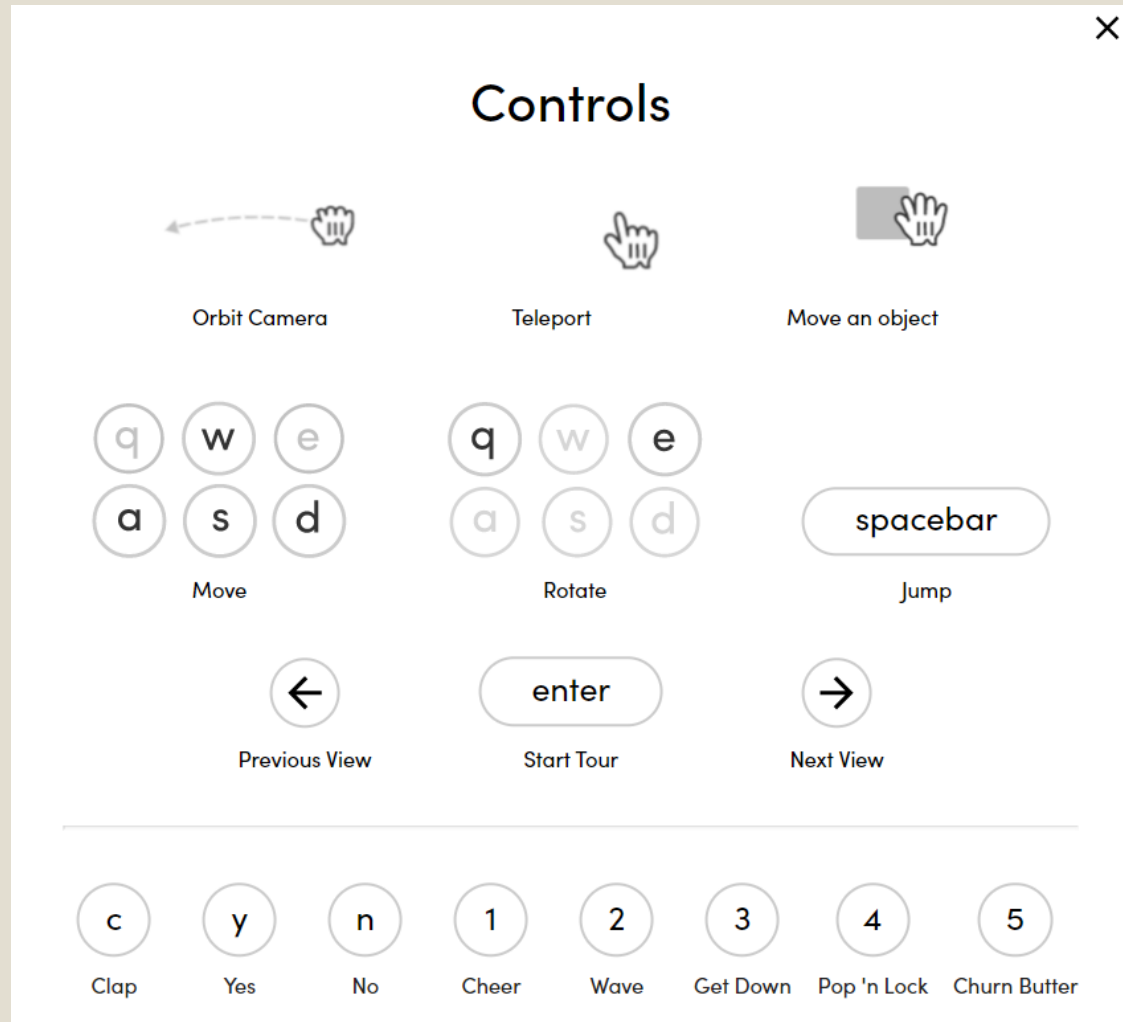 Controls
Orbit Camera Teleport Move an object
q w e q w e
a s d a s d spacebar
Move Rotate Jump
enter
Previous View Start Tour Next View
c y n 1 2 3 4 5
Clap Yes No Cheer Wave Get Down Pop 'n Lock Churn Butter